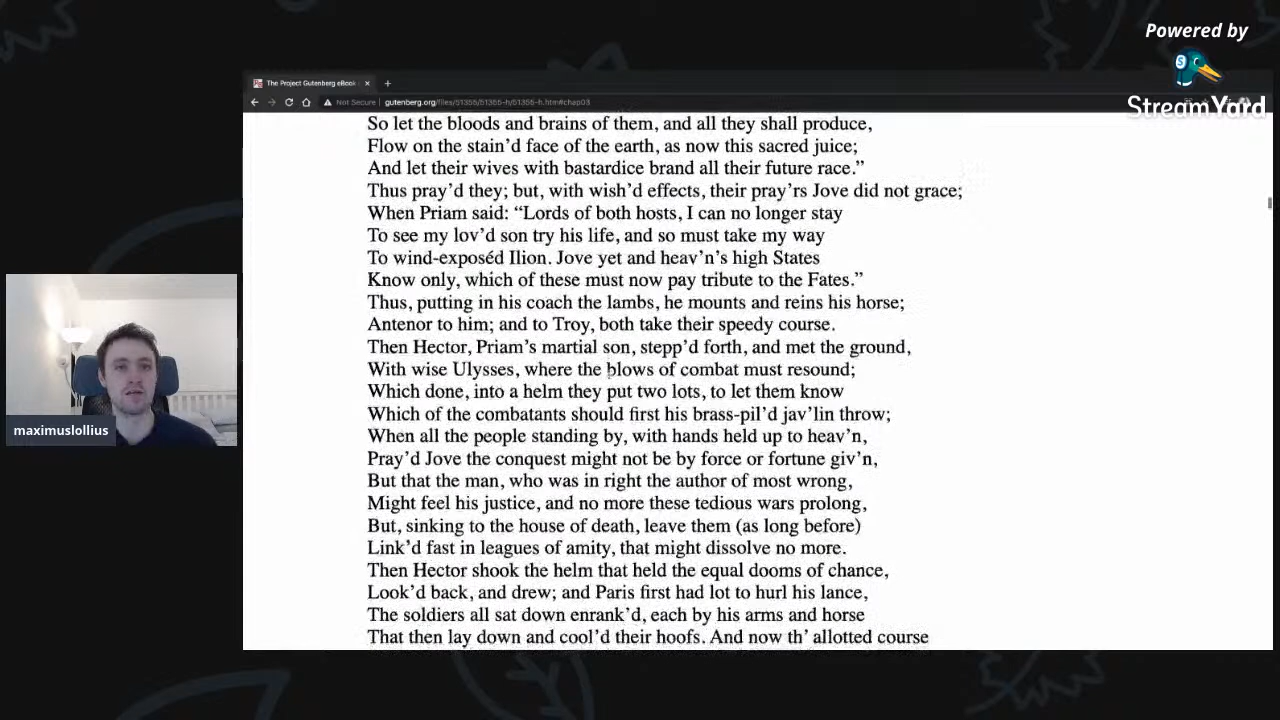 Powered by
StreamYard
The Project Gutenberg eBook
Not Secure
gutenberg.org/files/51355/51355-h/51355-h.htm#chap03
So let the bloods and brains of them, and all they shall produce,
Flow on the stain’d face of the earth, as now this sacred juice;
And let their wives with bastardice brand all their future race.”
Thus pray’d they; but, with wish’d effects, their pray’rs Jove did not grace;
When Priam said: “Lords of both hosts, I can no longer stay
To see my lov’d son try his life, and so must take my way
To wind-exposéd Ilion. Jove yet and heav’n’s high States
Know only, which of these must now pay tribute to the Fates.”
Thus, putting in his coach the lambs, he mounts and reins his horse;
Antenor to him; and to Troy, both take their speedy course.
Then Hector, Priam’s martial son, stepp’d forth, and met the ground,
With wise Ulysses, where the blows of combat must resound;
Which done, into a helm they put two lots, to let them know
Which of the combatants should first his brass-pil’d jav’lin throw;
When all the people standing by, with hands held up to heav’n,
Pray’d Jove the conquest might not be by force or fortune giv’n,
But that the man, who was in right the author of most wrong,
Might feel his justice, and no more these tedious wars prolong,
But, sinking to the house of death, leave them (as long before)
Link’d fast in leagues of amity, that might dissolve no more.
Then Hector shook the helm that held the equal dooms of chance,
Look’d back, and drew; and Paris first had lot to hurl his lance,
The soldiers all sat down enrank’d, each by his arms and horse
That then lay down and cool’d their hoofs. And now th’ allotted course
maximuslollius